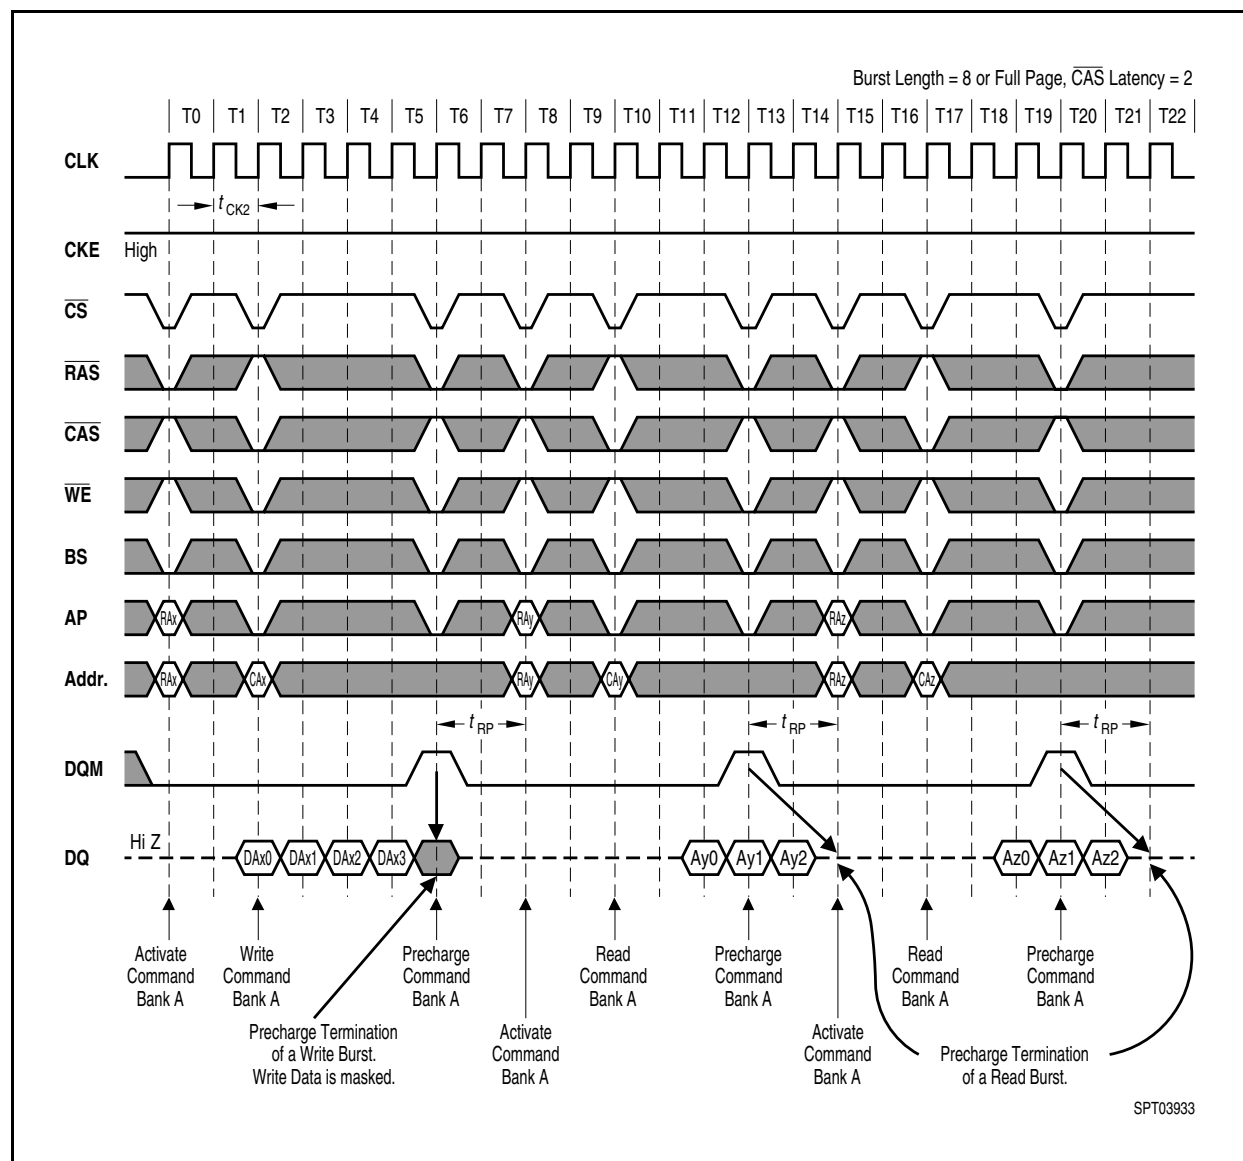 Burst Length = 8 or Full Page, CAS Latency = 2
T0 T1 T2 T3 T4 T5 T6 T7 T8 T9 T10 T11 T12 T13 T14 T15 T16 T17 T18 T19 T20 T21 T22
CLK
t CK2
CKE High
CS
RAS
CAS
WE
BS
AP RAx RAy RAz
Addr. RAx CAx RAy CAy RAz CAz
t RP t RP t RP
DQM
DQ Hi Z DAx0 DAx1 DAx2 DAx3 Ay0 Ay1 Ay2 Az0 Az1 Az2
Activate
Command
Bank A
Write
Command
Bank A
Precharge
Command
Bank A
Read
Command
Bank A
Precharge
Command
Bank A
Read
Command
Bank A
Precharge
Command
Bank A
Precharge Termination
of a Write Burst.
Write Data is masked.
Activate
Command
Bank A
Activate
Command
Bank A
Precharge Termination
of a Read Burst.
SPT03933